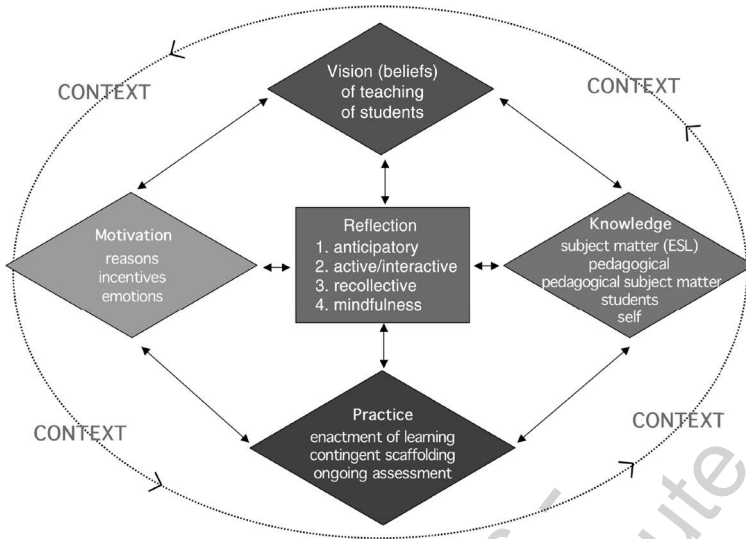 CONTEXT
CONTEXT
Vision (beliefs)
of teaching
of students
Motivation
reasons
incentives
emotions
Reflection
1. anticipatory
2. active/interactive
3. recollective
4. mindfulness
Knowledge
subject matter (ESL)
pedagogical
pedagogical subject matter
students
self
CONTEXT
CONTEXT
Practice
enactment of learning
contingent scaffolding
ongoing assessment